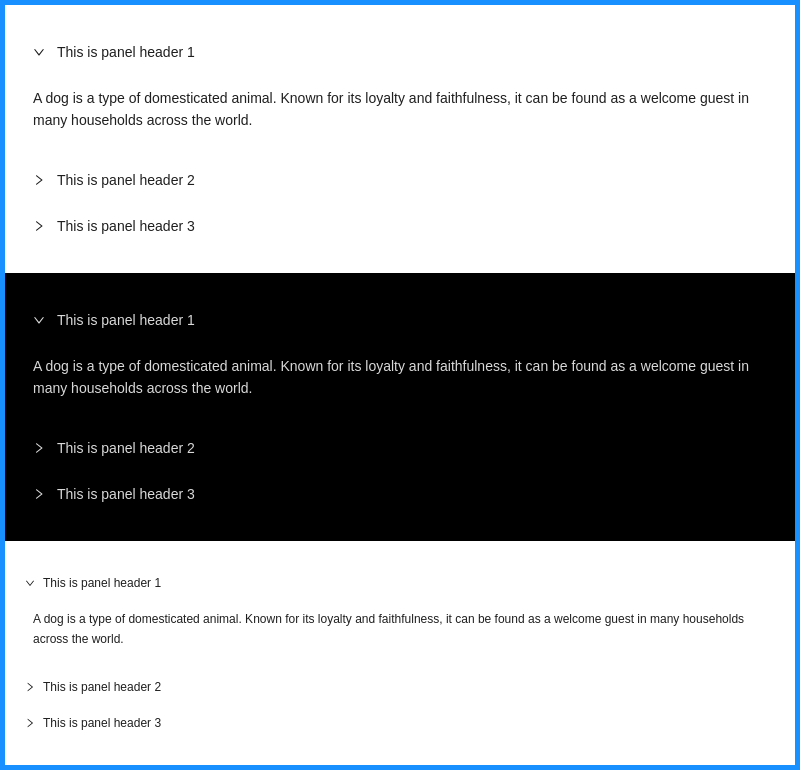 This is panel header 1
A dog is a type of domesticated animal. Known for its loyalty and faithfulness, it can be found as a welcome guest in
many households across the world.
This is panel header 2
This is panel header 3
This is panel header 1
A dog is a type of domesticated animal. Known for its loyalty and faithfulness, it can be found as a welcome guest in
many households across the world.
This is panel header 2
This is panel header 3
This is panel header 1
A dog is a type of domesticated animal. Known for its loyalty and faithfulness, it can be found as a welcome guest in many households
across the world.
This is panel header 2
This is panel header 3